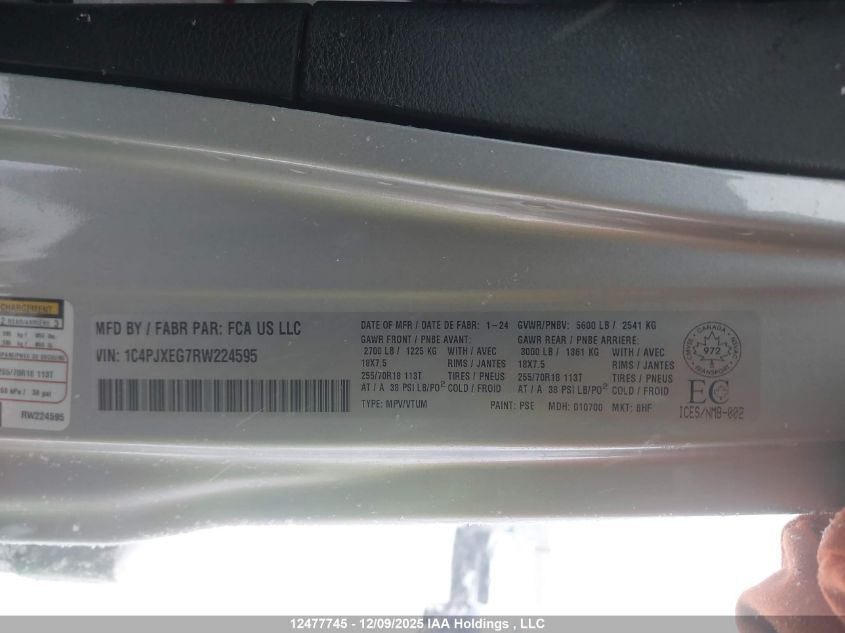 CHARGEMENT
255/70R18 113T
RW224595
MFD BY / FABR PAR: FCA US LLC
VIN: 1C4PJXEG7RW224595
DATE OF MFR / DATE DE FABR: 1-24 GVWR/PNBV: 5600 LB / 2541 KG
GAWR FRONT / PNBE AVANT: GAWR REAR / PNBE ARRIERE:
2700 LB / 1225 KG WITH / AVEC 3000 LB / 1361 KG WITH / AVEC
18X7.5 RIMS / JANTES 18X7.5 RIMS / JANTES
255/70R18 113T TIRES / PNEUS 255/70R18 113T TIRES / PNEUS
AT / A 38 PSI LB/PO² COLD / FROID AT / A 38 PSI LB/PO² COLD / FROID
TYPE: MPV/VTUM PAINT: PSE MDH: 010700 MKT: BHF
CANADA
972
TRANSPORT
EC
ICES/NMB-002
12477745 - 12/09/2025 IAA Holdings , LLC